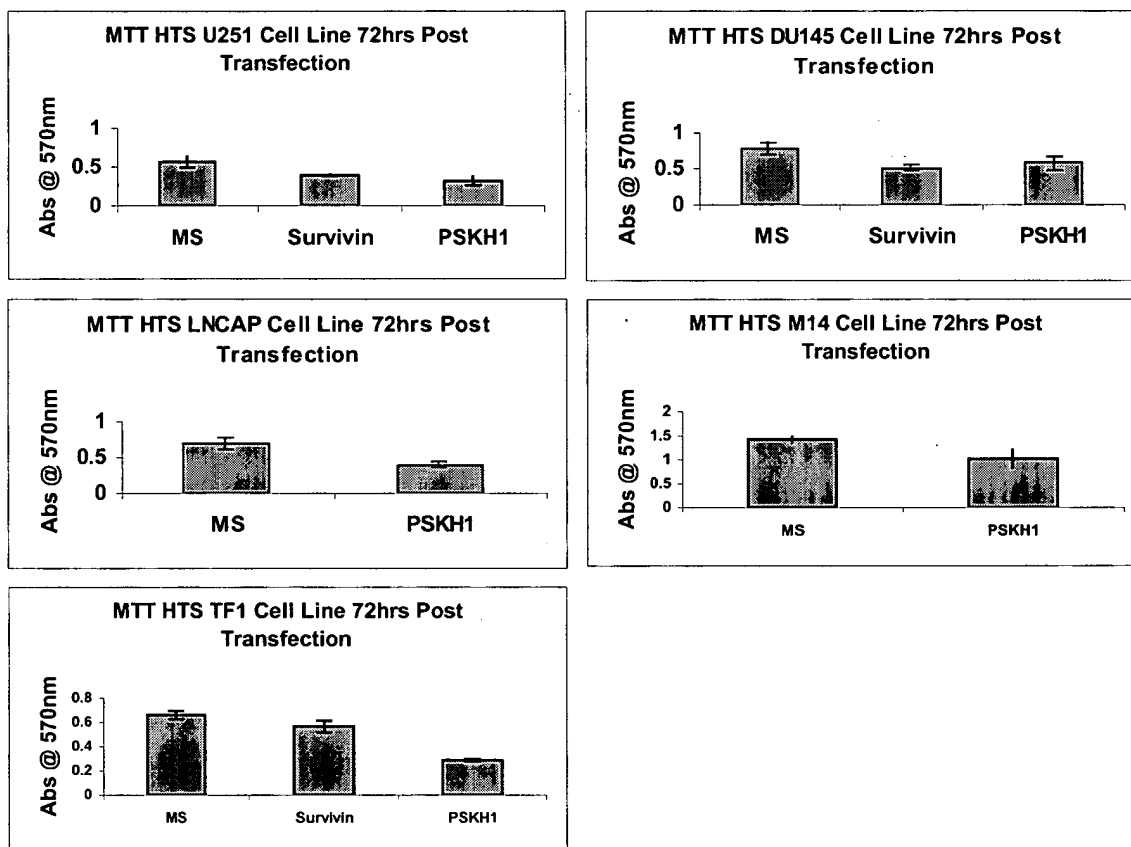 MTT HTS U251 Cell Line 72hrs Post
Transfection
Abs @ 570nm
1
0.5
0
MS Survivin PSKH1
MTT HTS DU145 Cell Line 72hrs Post
Transfection
Abs @ 570nm
1
0.5
0
MS Survivin PSKH1
MTT HTS LNCAP Cell Line 72hrs Post
Transfection
Abs @ 570nm
1
0.5
0
MS PSKH1
MTT HTS M14 Cell Line 72hrs Post
Transfection
Abs @ 570nm
2
1.5
1
0.5
0
MS PSKH1
MTT HTS TF1 Cell Line 72hrs Post
Transfection
Abs @ 570nm
0.8
0.6
0.4
0.2
0
MS Survivin PSKH1